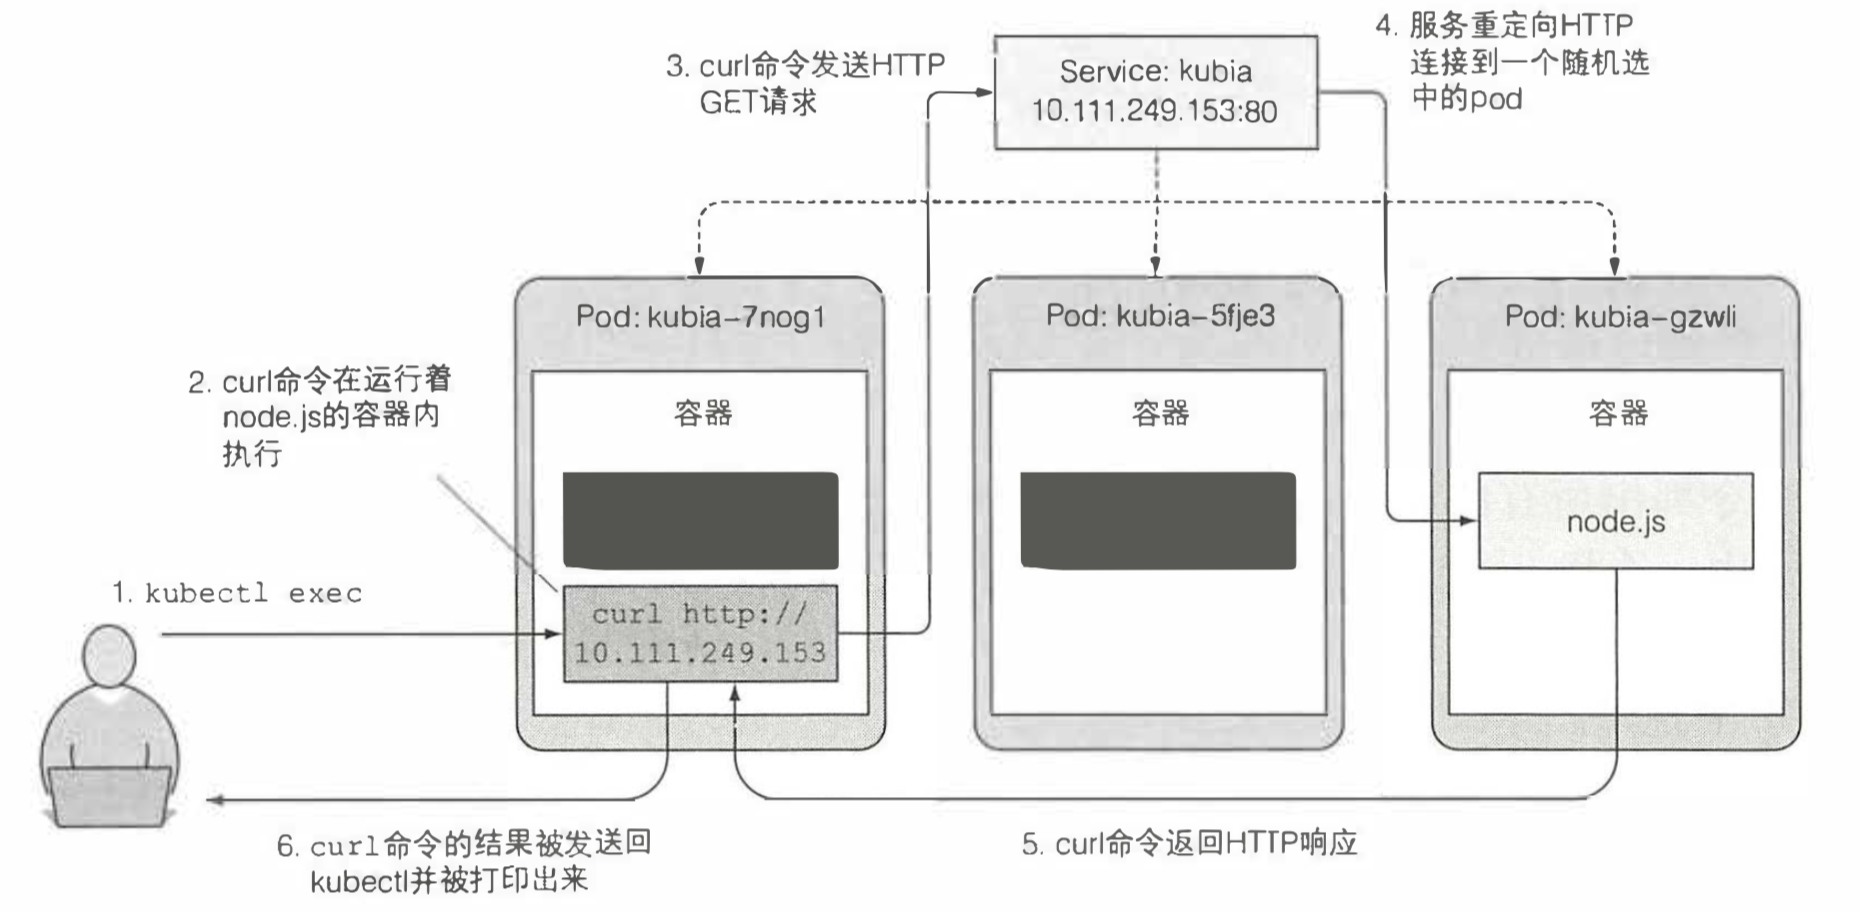 3. curl命令发送HTTP
GET请求
Service: kubia
10.111.249.153:80
4. 服务重定向HTTP
连接到一个随机选
中的pod
Pod: kubia-7nog1
Pod: kubia-5fje3
Pod: kubia-gzwli
2. curl命令在运行着
node.js的容器内
执行
容器
容器
容器
node.js
1. kubectl exec
curl http://
10.111.249.153
6. curl命令的结果被发送回
kubectl并被打印出来
5. curl命令返回HTTP响应